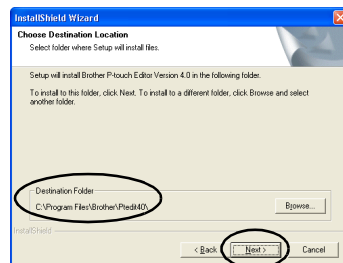 InstallShield Wizard
Choose Destination Location
Select folder where Setup will install files.
Setup will install Brother P-touch Editor Version 4.0 in the following folder.
To install to this folder, click Next. To install to a different folder, click Browse and select
another folder.
Destination Folder
C:\Program Files\Brother\Ptedit40\
Browse...
InstallShield
< Back
Next >
Cancel